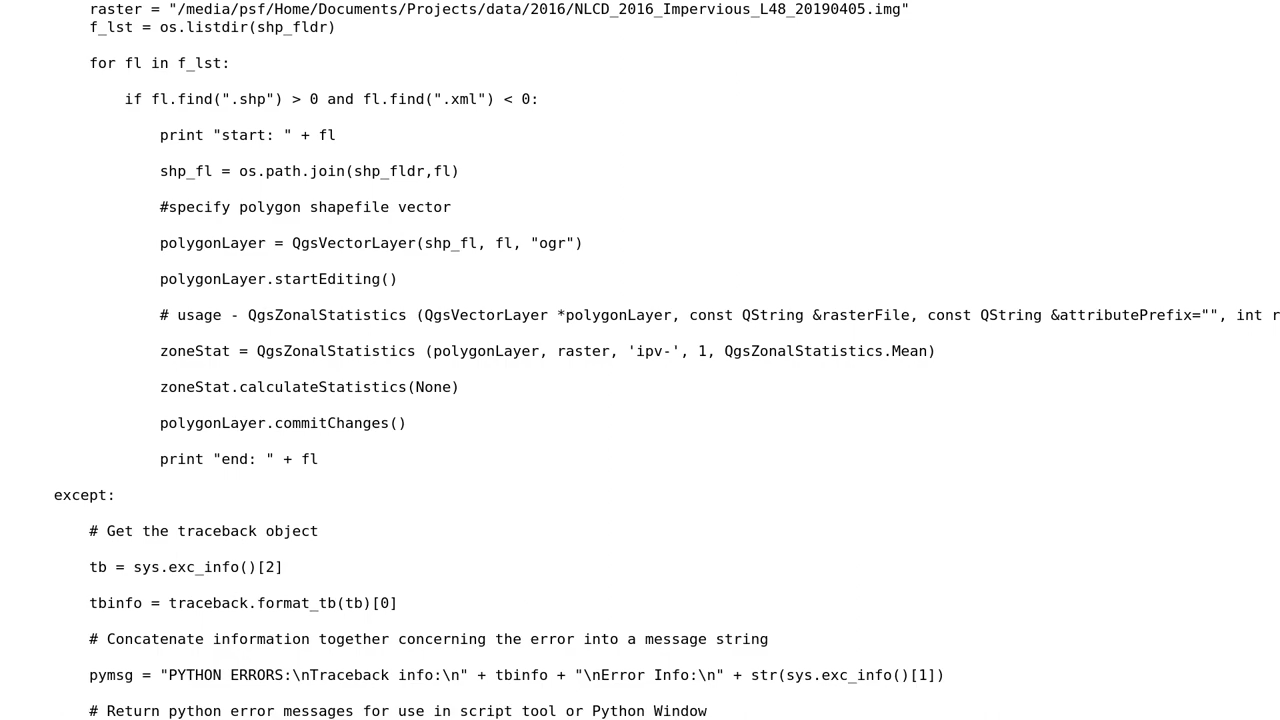 raster = "/media/psf/Home/Documents/Projects/data/2016/NLCD_2016_Impervious_L48_20190405.img"
f_lst = os.listdir(shp_fldr)
for fl in f_lst:
if fl.find(".shp") > 0 and fl.find(".xml") < 0:
print "start: " + fl
shp_fl = os.path.join(shp_fldr,fl)
#specify polygon shapefile vector
polygonLayer = QgsVectorLayer(shp_fl, fl, "ogr")
polygonLayer.startEditing()
# usage - QgsZonalStatistics (QgsVectorLayer *polygonLayer, const QString &rasterFile, const QString &attributePrefix="", int r
zoneStat = QgsZonalStatistics (polygonLayer, raster, 'ipv-', 1, QgsZonalStatistics.Mean)
zoneStat.calculateStatistics(None)
polygonLayer.commitChanges()
print "end: " + fl
except:
# Get the traceback object
tb = sys.exc_info()[2]
tbinfo = traceback.format_tb(tb)[0]
# Concatenate information together concerning the error into a message string
pymsg = "PYTHON ERRORS:\nTraceback info:\n" + tbinfo + "\nError Info:\n" + str(sys.exc_info()[1])
# Return python error messages for use in script tool or Python Window